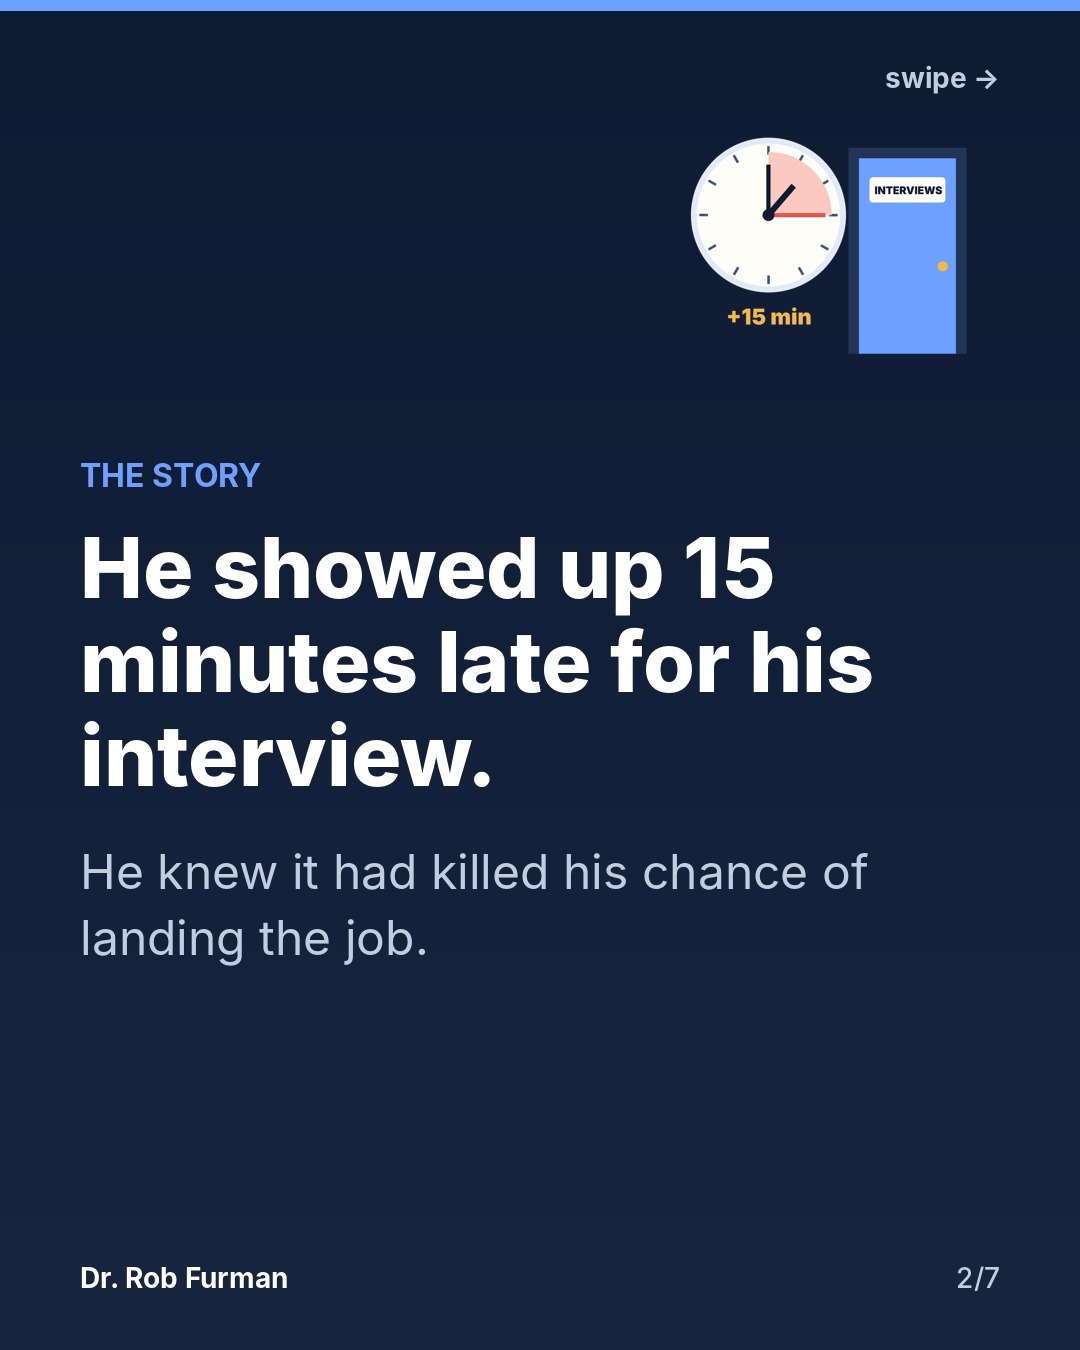 swipe →
INTERVIEWS
+15 min
THE STORY
He showed up 15
minutes late for his
interview.
He knew it had killed his chance of
landing the job.
Dr. Rob Furman
2/7